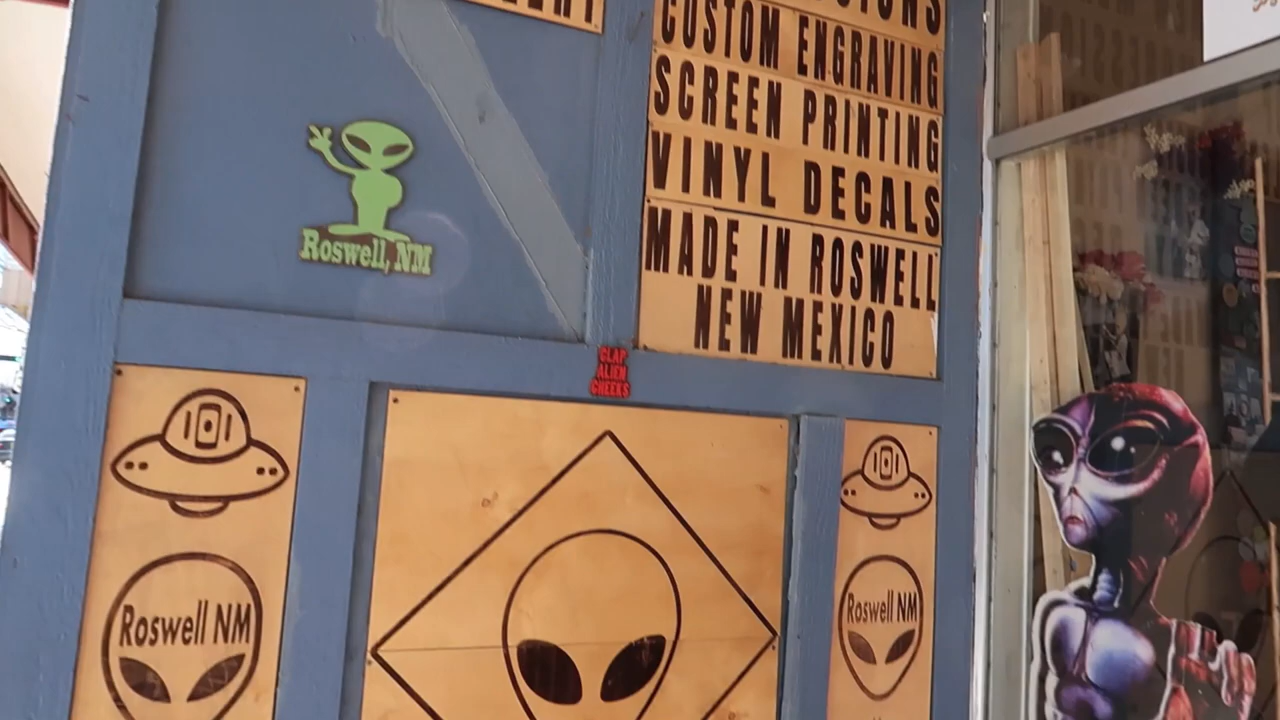 CUSTOM ENGRAVING
SCREEN PRINTING
VINYL DECALS
MADE IN ROSWELL
NEW MEXICO
Roswell, NM
CLAP
ALIEN
CHEEKS
Roswell NM
Roswell NM